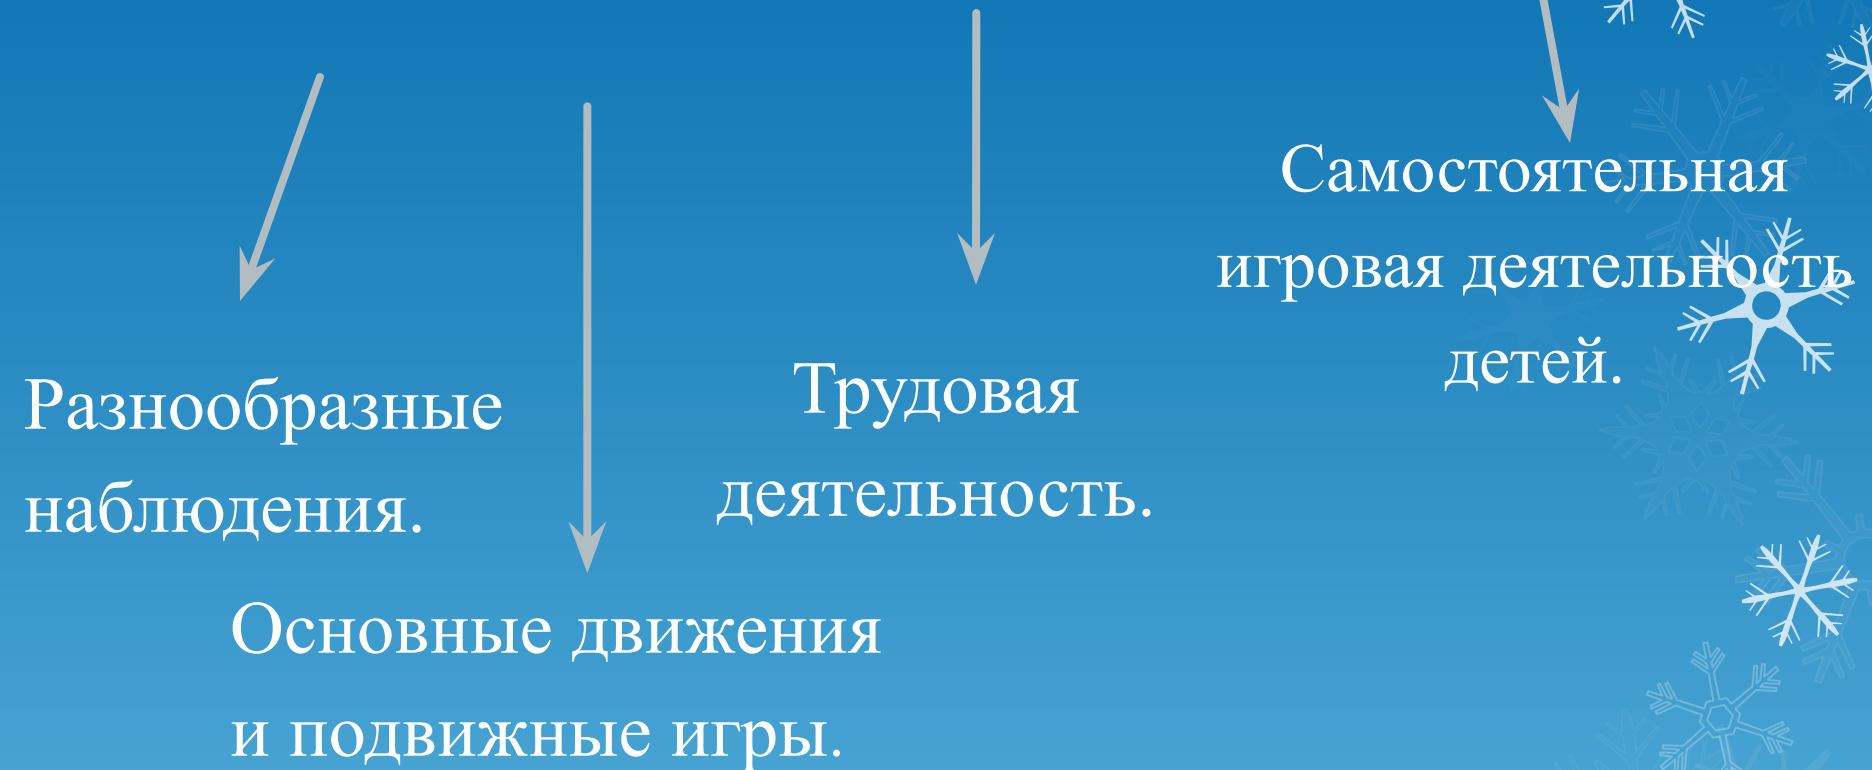 Разнообразные
наблюдения.
Основные движения
и подвижные игры.
Трудовая
деятельность.
Самостоятельная
игровая деятельность
детей.